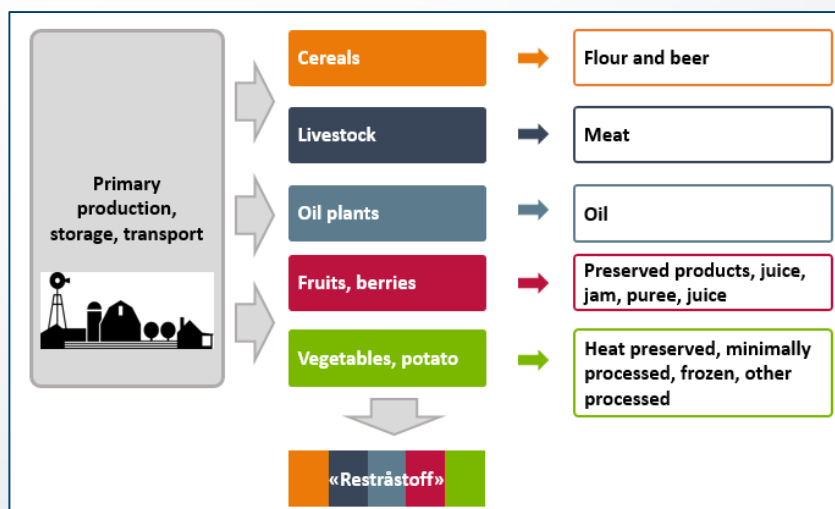 Primary
production,
storage, transport
Cereals
Flour and beer
Livestock
Meat
Oil plants
Oil
Fruits, berries
Preserved products, juice,
jam, puree, juice
Vegetables, potato
Heat preserved, minimally
processed, frozen, other
processed
«Restråstoff»